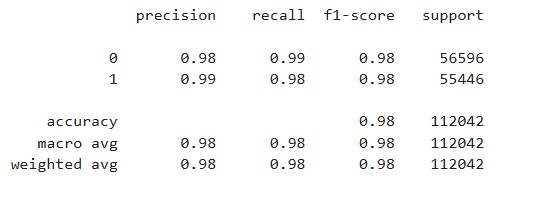 precision recall f1-score support
0 0.98 0.99 0.98 56596
1 0.99 0.98 0.98 55446
accuracy 0.98 112042
macro avg 0.98 0.98 0.98 112042
weighted avg 0.98 0.98 0.98 112042